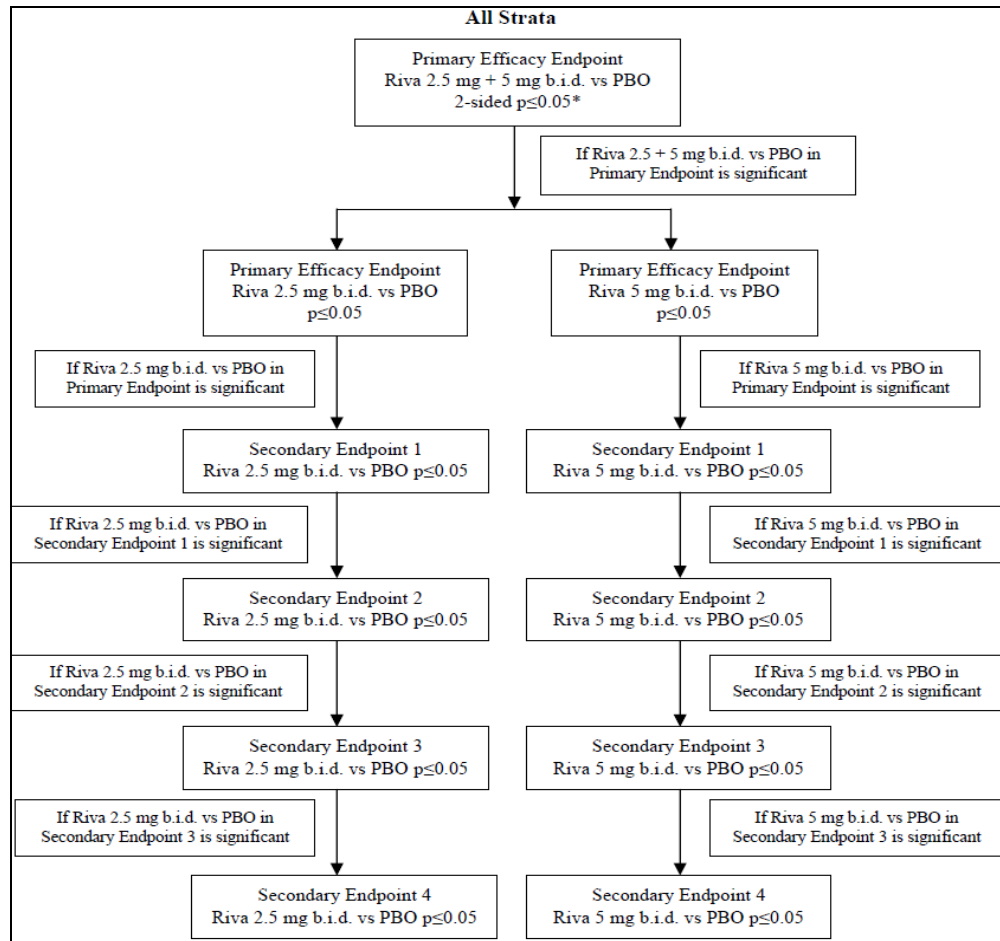 All Strata
Primary Efficacy Endpoint
Riva 2.5 mg + 5 mg b.i.d. vs PBO
2-sided p≤0.05*
If Riva 2.5 + 5 mg b.i.d. vs PBO in
Primary Endpoint is significant
Primary Efficacy Endpoint
Riva 2.5 mg b.i.d. vs PBO
p≤0.05
Primary Efficacy Endpoint
Riva 5 mg b.i.d. vs PBO
p≤0.05
If Riva 2.5 mg b.i.d. vs PBO in
Primary Endpoint is significant
If Riva 5 mg b.i.d. vs PBO in
Primary Endpoint is significant
Secondary Endpoint 1
Riva 2.5 mg b.i.d. vs PBO p≤0.05
Secondary Endpoint 1
Riva 5 mg b.i.d. vs PBO p≤0.05
If Riva 2.5 mg b.i.d. vs PBO in
Secondary Endpoint 1 is significant
If Riva 5 mg b.i.d. vs PBO in
Secondary Endpoint 1 is significant
Secondary Endpoint 2
Riva 2.5 mg b.i.d. vs PBO p≤0.05
Secondary Endpoint 2
Riva 5 mg b.i.d. vs PBO p≤0.05
If Riva 2.5 mg b.i.d. vs PBO in
Secondary Endpoint 2 is significant
If Riva 5 mg b.i.d. vs PBO in
Secondary Endpoint 2 is significant
Secondary Endpoint 3
Riva 2.5 mg b.i.d. vs PBO p≤0.05
Secondary Endpoint 3
Riva 5 mg b.i.d. vs PBO p≤0.05
If Riva 2.5 mg b.i.d. vs PBO in
Secondary Endpoint 3 is significant
If Riva 5 mg b.i.d. vs PBO in
Secondary Endpoint 3 is significant
Secondary Endpoint 4
Riva 2.5 mg b.i.d. vs PBO p≤0.05
Secondary Endpoint 4
Riva 5 mg b.i.d. vs PBO p≤0.05